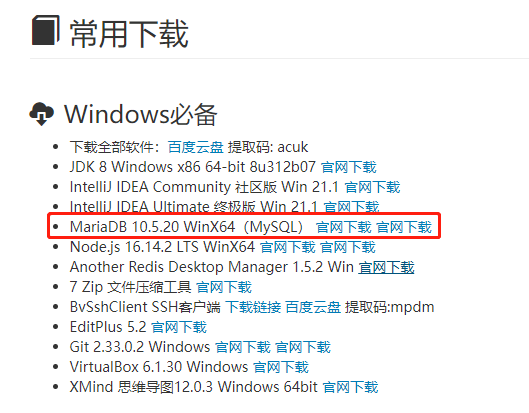 常用下载
Windows必备
下载全部软件：百度云盘 提取码: acuk
JDK 8 Windows x86 64-bit 8u312b07 官网下载
IntelliJ IDEA Community 社区版 Win 21.1 官网下载
IntelliJ IDEA Ultimate 终极版 Win 21.1 官网下载
MariaDB 10.5.20 WinX64（MySQL） 官网下载 官网下载
Node.js 16.14.2 LTS WinX64 官网下载 官网下载
Another Redis Desktop Manager 1.5.2 Win 官网下载
7 Zip 文件压缩工具 官网下载
BvSshClient SSH客户端 下载链接 百度云盘 提取码:mpdm
EditPlus 5.2 官网下载
Git 2.33.0.2 Windows 官网下载 官网下载
VirtualBox 6.1.30 Windows 官网下载
XMind 思维导图12.0.3 Windows 64bit 官网下载